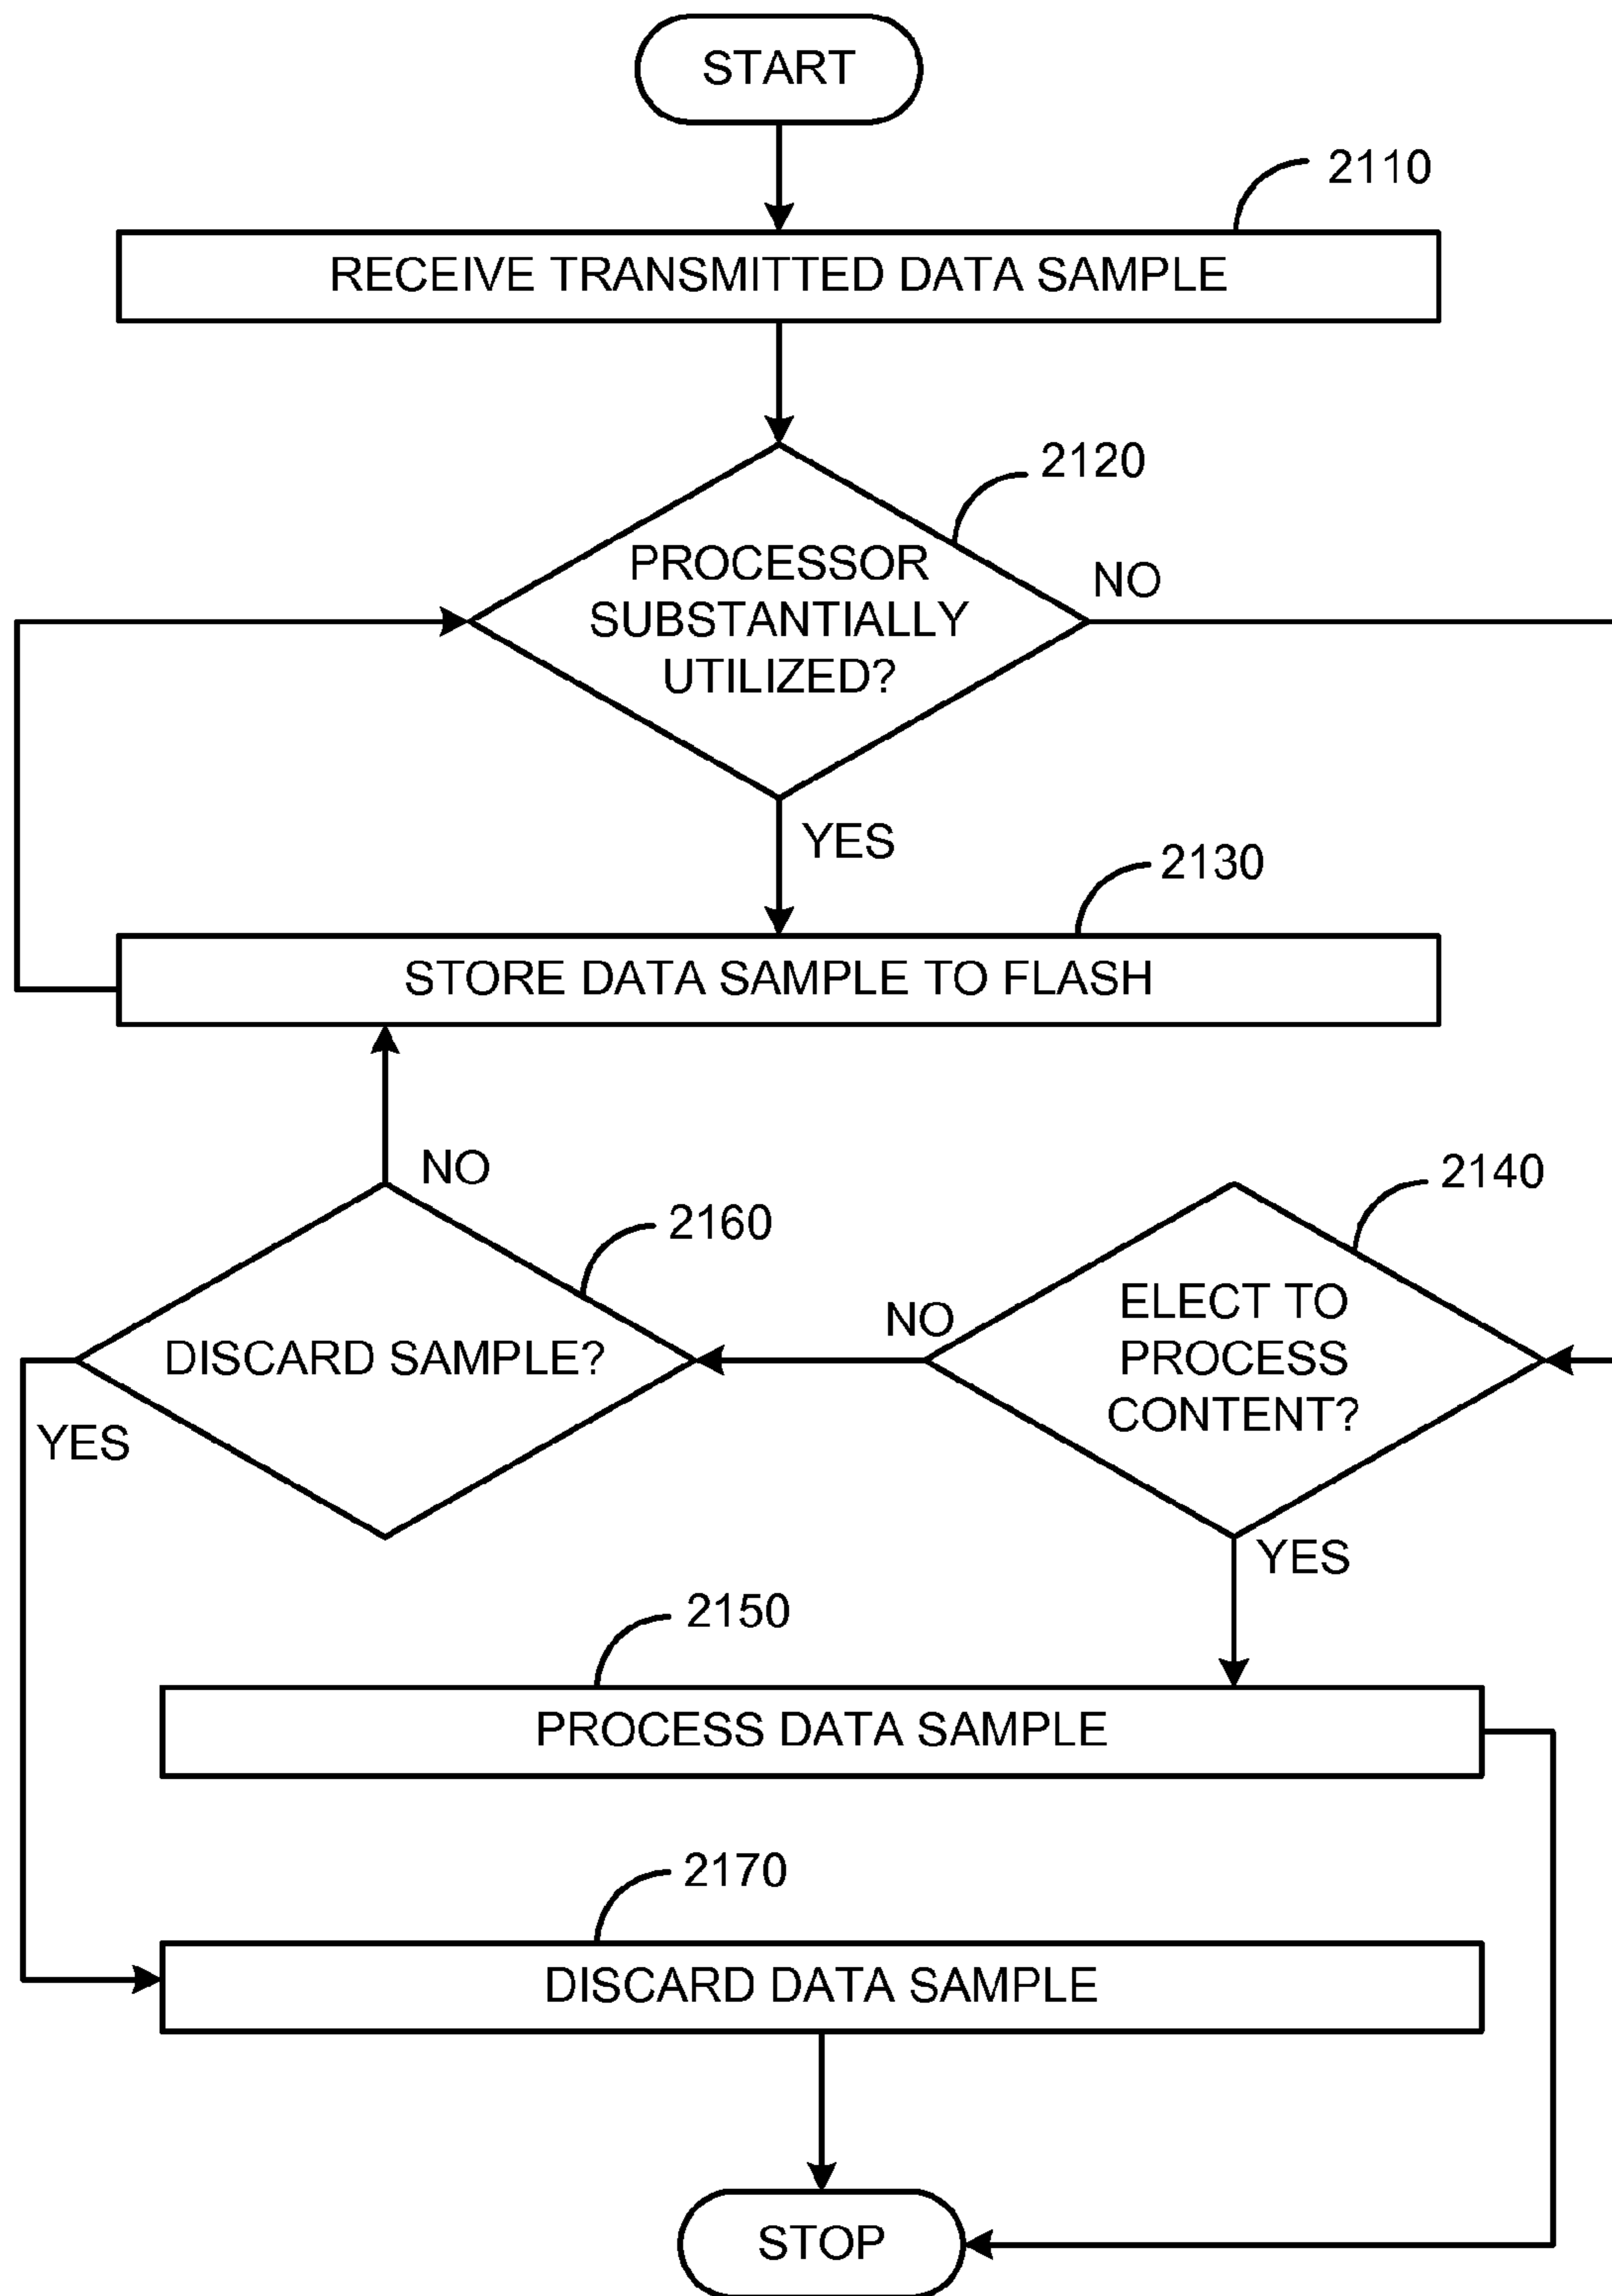 START
2110
RECEIVE TRANSMITTED DATA SAMPLE
2120
PROCESSOR
SUBSTANTIALLY
UTILIZED?
NO
YES
2130
STORE DATA SAMPLE TO FLASH
NO
2160
DISCARD SAMPLE?
YES
2140
ELECT TO
PROCESS
CONTENT?
NO
YES
2150
PROCESS DATA SAMPLE
2170
DISCARD DATA SAMPLE
STOP